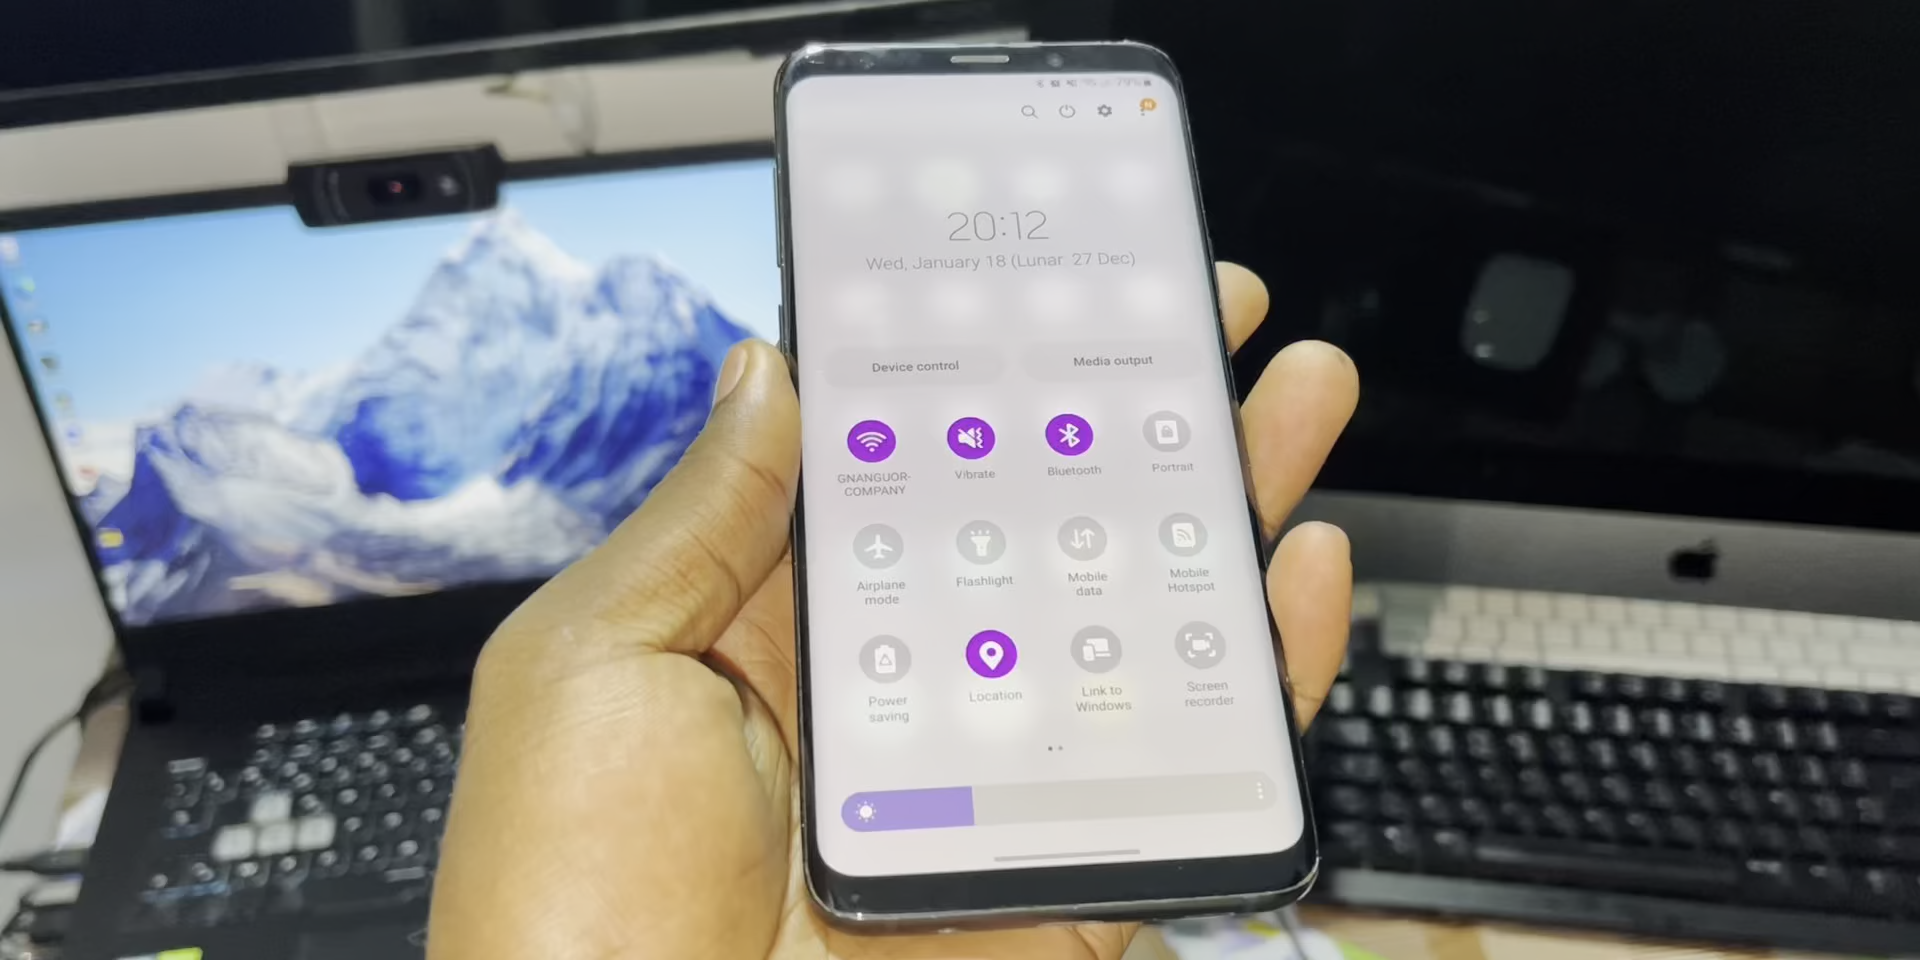 79%
20:12
Wed, January 18 (Lunar 27 Dec)
Device control
Media output
GNANGUOR-
COMPANY
Vibrate
Bluetooth
Portrait
Airplane
mode
Flashlight
Mobile
data
Mobile
Hotspot
Power
saving
Location
Link to
Windows
Screen
recorder